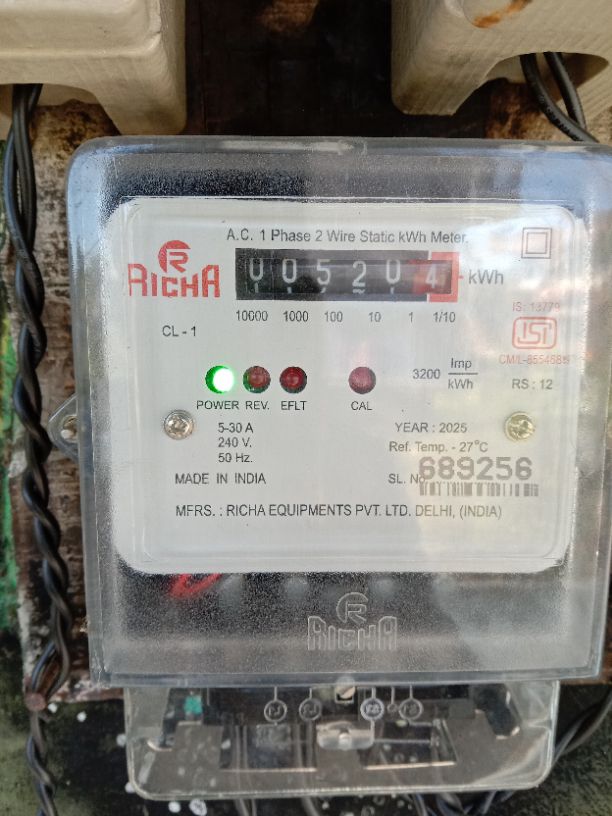 A.C. 1 Phase 2 Wire Static kWh Meter.
R
RICHA
0 0 5 2 0 4 kWh
10000 1000 100 10 1 1/10
IS: 13779
CL - 1
ISI
3200 Imp/kWh
RS : 12
POWER REV. EFLT CAL
5-30 A
240 V.
50 Hz.
YEAR : 2025
Ref. Temp. - 27°C
MADE IN INDIA
SL. No. 689256
MFRS. : RICHA EQUIPMENTS PVT. LTD. DELHI, (INDIA)
R
RICHA